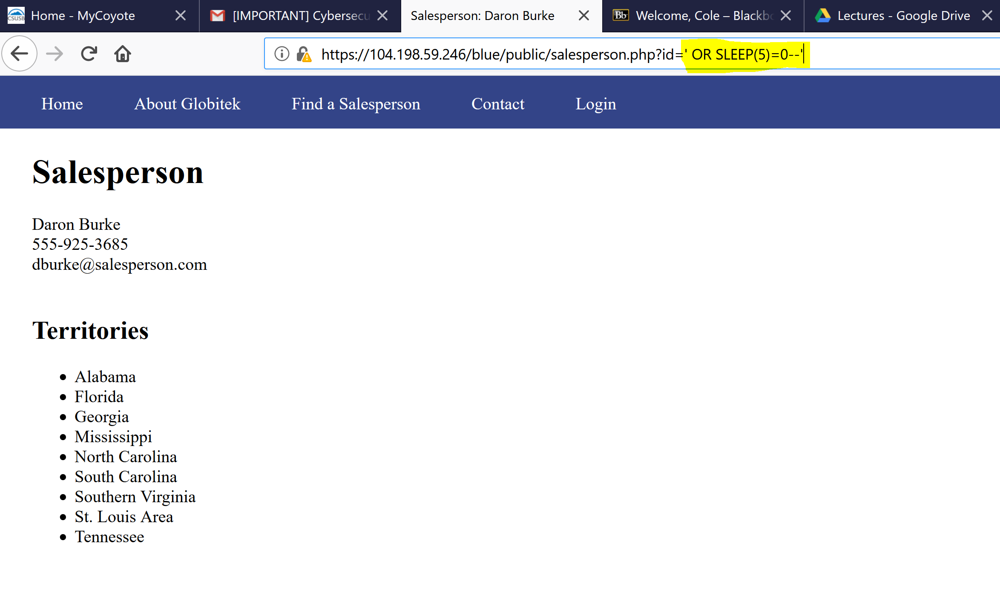 CSUSB Home - MyCoyote
[IMPORTANT] Cybersecu
Salesperson: Daron Burke
Bb Welcome, Cole – Blackbo
Lectures - Google Drive
https://104.198.59.246/blue/public/salesperson.php?id=' OR SLEEP(5)=0--'
Home About Globitek Find a Salesperson Contact Login
Salesperson
Daron Burke
555-925-3685
dburke@salesperson.com
Territories
Alabama
Florida
Georgia
Mississippi
North Carolina
South Carolina
Southern Virginia
St. Louis Area
Tennessee